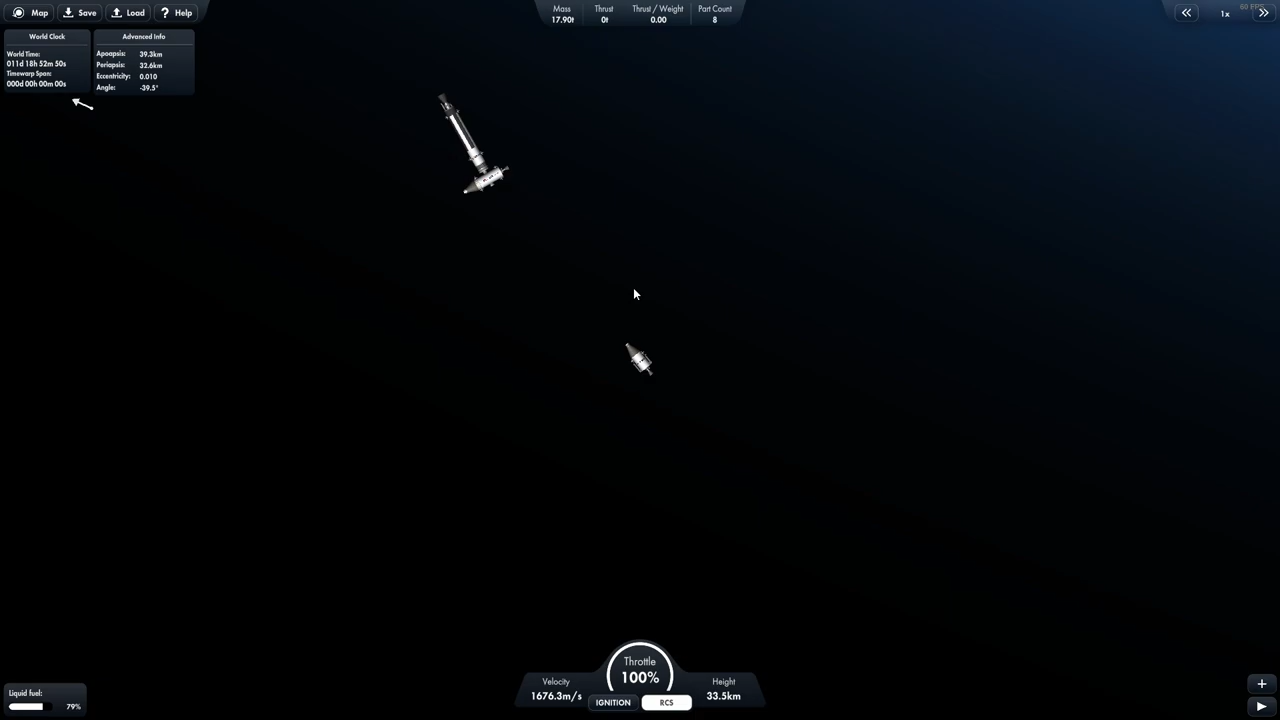 Map
Save
Load
? Help
World Clock
World Time:
011d 18h 52m 50s
Timewarp Span:
000d 00h 00m 00s
Advanced Info
Apoapsis: 39.3km
Periapsis: 32.6km
Eccentricity: 0.010
Angle: -39.5°
Mass
17.90t
Thrust
0t
Thrust / Weight
0.00
Part Count
8
60 FPS
1x
Throttle
100%
Velocity
1676.3m/s
IGNITION
RCS
Height
33.5km
Liquid fuel:
79%